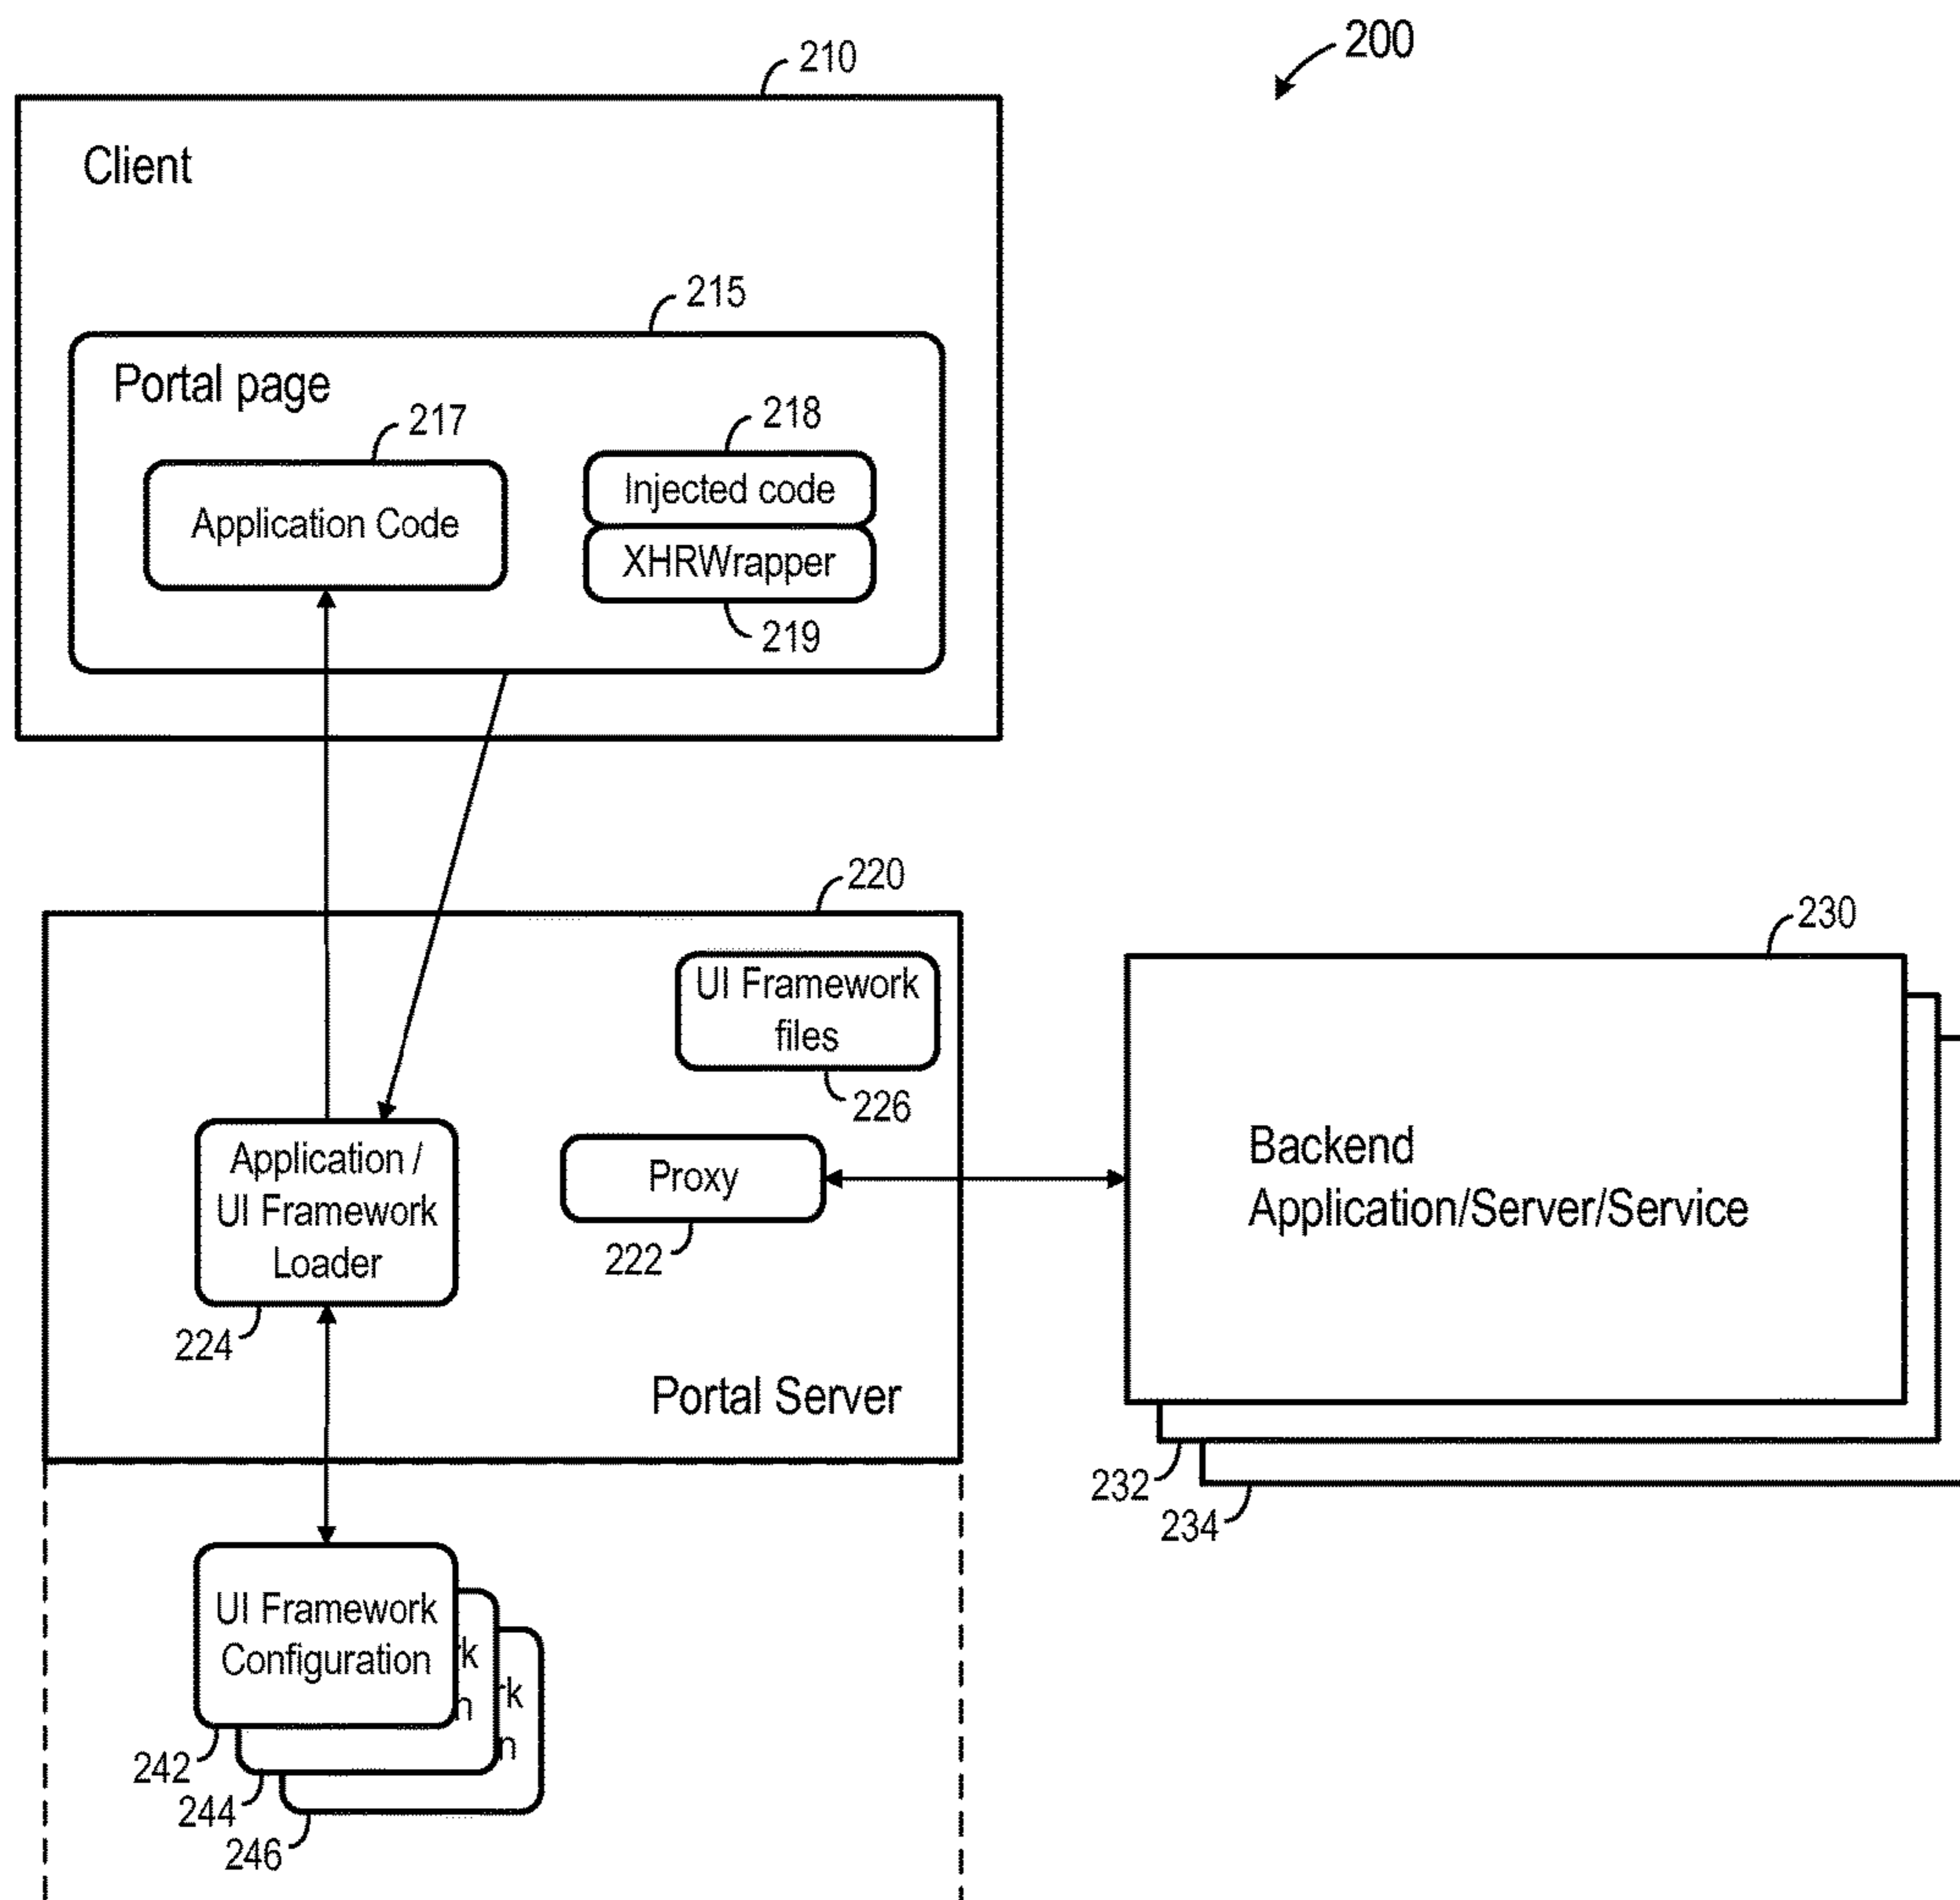 200
210
Client
215
Portal page
217
218
Application Code
Injected code
XHRWrapper
219
220
230
UI Framework
files
226
Application /
UI Framework
Loader
224
Proxy
222
Portal Server
Backend
Application/Server/Service
232
234
UI Framework
Configuration
k
n
k
n
242
244
246